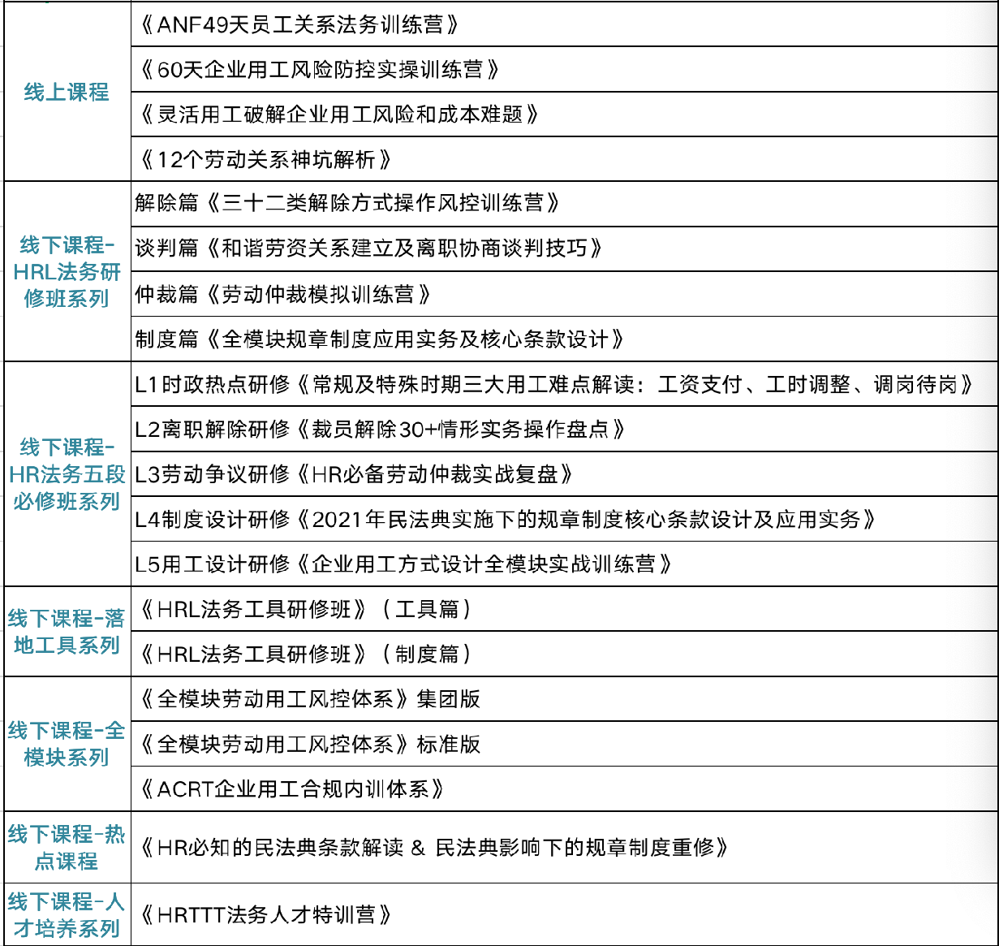 线上课程
《ANF49天员工关系法务训练营》
《60天企业用工风险防控实操训练营》
《灵活用工破解企业用工风险和成本难题》
《12个劳动关系神坑解析》
线下课程-
HRL法务研
修班系列
解除篇《三十二类解除方式操作风控训练营》
谈判篇《和谐劳资关系建立及离职协商谈判技巧》
仲裁篇《劳动仲裁模拟训练营》
制度篇《全模块规章制度应用实务及核心条款设计》
线下课程-
HR法务五段
必修班系列
L1时政热点研修《常规及特殊时期三大用工难点解读：工资支付、工时调整、调岗待岗》
L2离职解除研修《裁员解除30+情形实务操作盘点》
L3劳动争议研修《HR必备劳动仲裁实战复盘》
L4制度设计研修《2021年民法典实施下的规章制度核心条款设计及应用实务》
L5用工设计研修《企业用工方式设计全模块实战训练营》
线下课程-落
地工具系列
《HRL法务工具研修班》（工具篇）
《HRL法务工具研修班》（制度篇）
线下课程-全
模块系列
《全模块劳动用工风控体系》集团版
《全模块劳动用工风控体系》标准版
《ACRT企业用工合规内训体系》
线下课程-热
点课程
《HR必知的民法典条款解读 & 民法典影响下的规章制度重修》
线下课程-人
才培养系列
《HRTTT法务人才特训营》